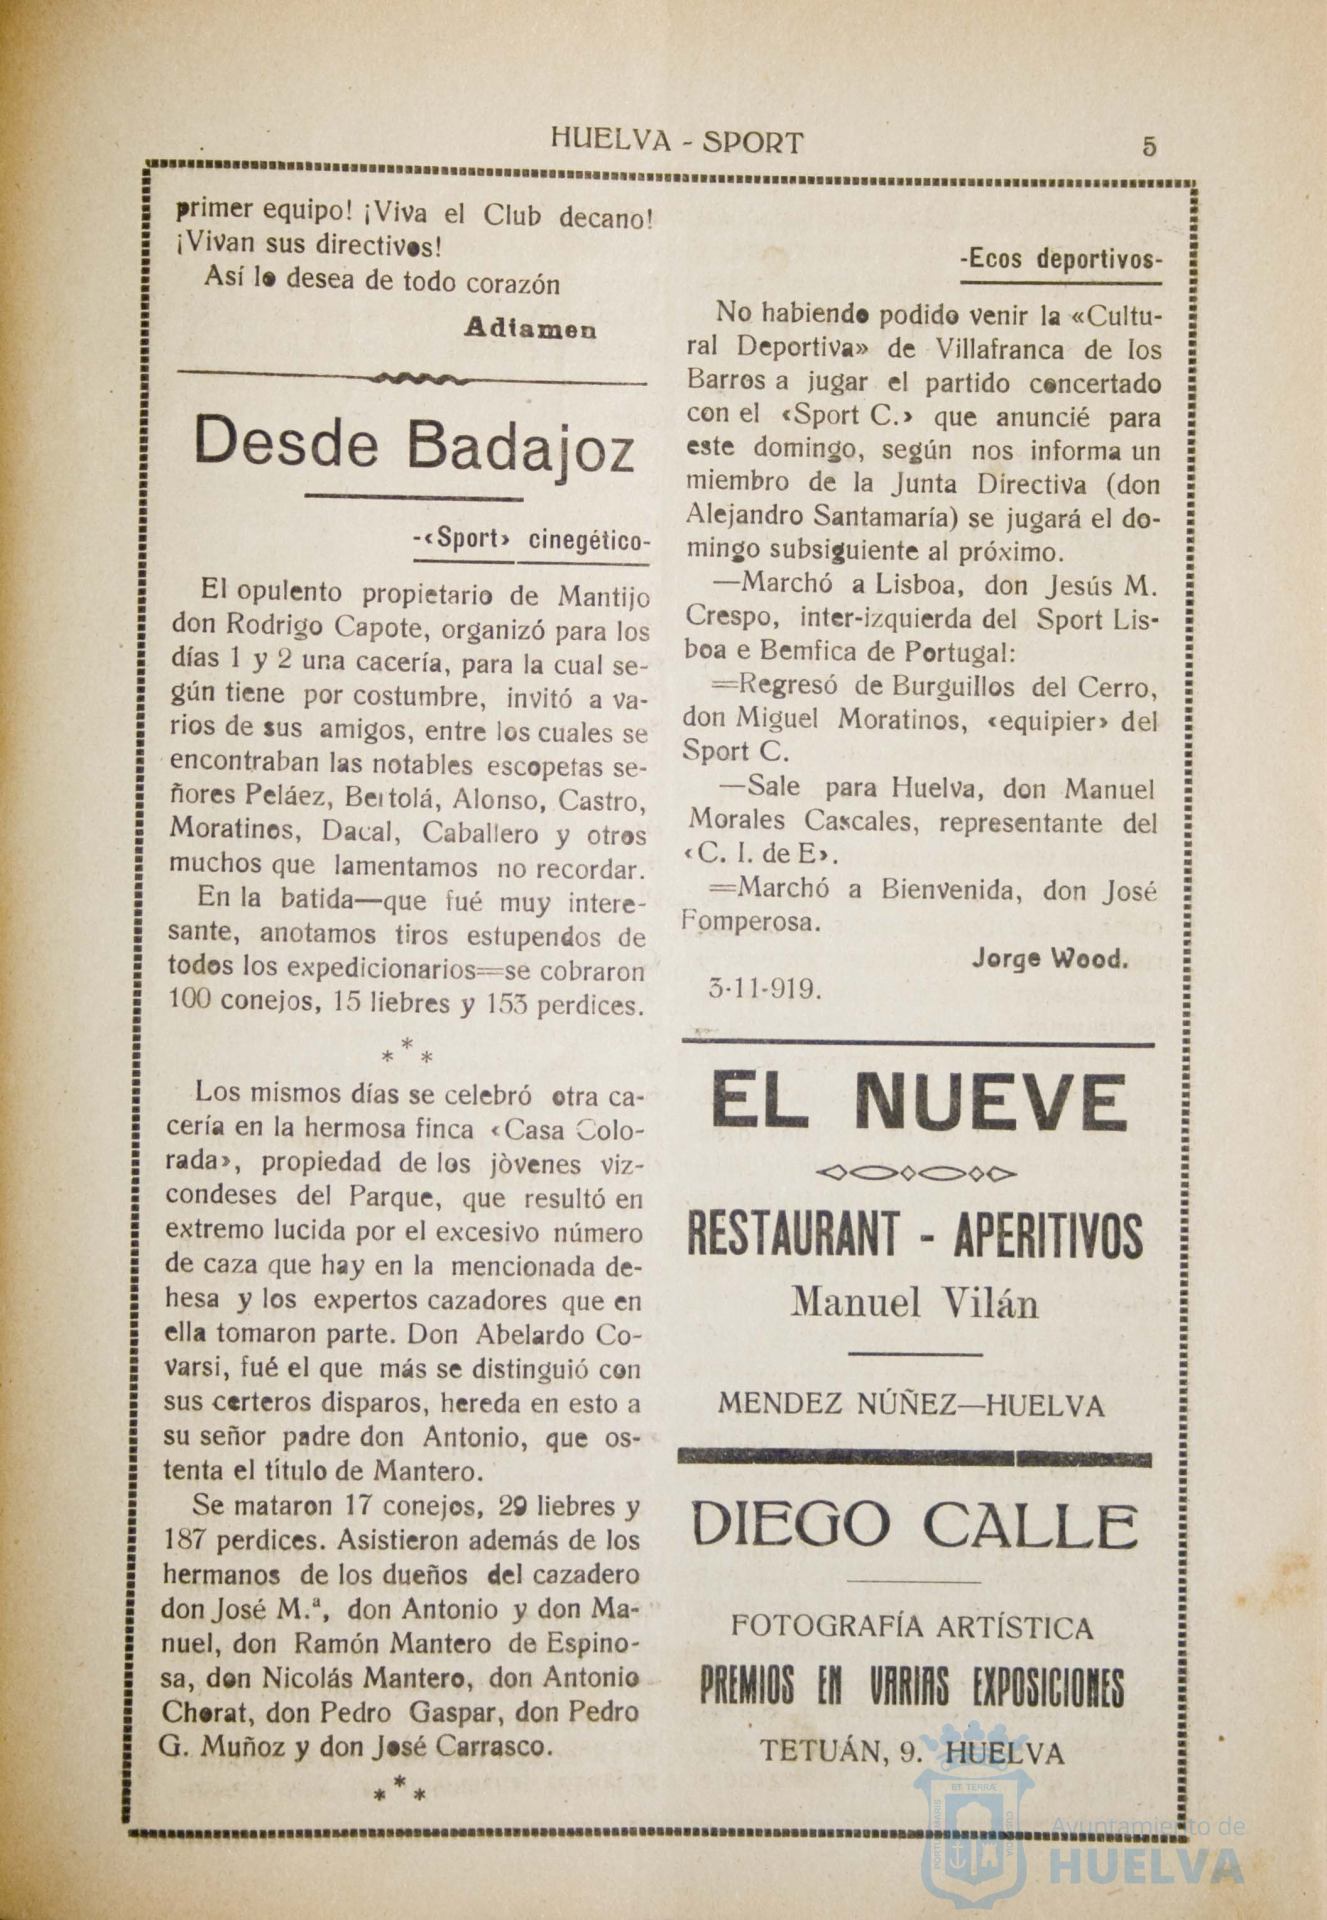 HUELVA - SPORT
5
primer equipo! ¡Viva el Club decano!
¡Vivan sus directivos!
Así lo desea de todo corazón
Adiamen
Desde Badajoz
-‹Sport› cinegético-
El opulento propietario de Mantijo
don Rodrigo Capote, organizó para los
días 1 y 2 una cacería, para la cual se-
gún tiene por costumbre, invitó a va-
rios de sus amigos, entre los cuales se
encontraban las notables escopetas se-
ñores Peláez, Bertolá, Alonso, Castro,
Moratinos, Dacal, Caballero y otros
muchos que lamentamos no recordar.
En la batida—que fué muy intere-
sante, anotamos tiros estupendos de
todos los expedicionarios=se cobraron
100 conejos, 15 liebres y 153 perdices.
* * *
Los mismos días se celebró otra ca-
cería en la hermosa finca ‹Casa Colo-
rada›, propiedad de los jòvenes viz-
condeses del Parque, que resultó en
extremo lucida por el excesivo número
de caza que hay en la mencionada de-
hesa y los expertos cazadores que en
ella tomaron parte. Don Abelardo Co-
varsi, fué el que más se distinguió con
sus certeros disparos, hereda en esto a
su señor padre don Antonio, que os-
tenta el título de Mantero.
Se mataron 17 conejos, 29 liebres y
187 perdices. Asistieron además de los
hermanos de los dueños del cazadero
don José M.ª, don Antonio y don Ma-
nuel, don Ramón Mantero de Espino-
sa, don Nicolás Mantero, don Antonio
Chorat, don Pedro Gaspar, don Pedro
G. Muñoz y don José Carrasco.
* * *
-Ecos deportivos-
No habiendo podido venir la «Cultu-
ral Deportiva» de Villafranca de los
Barros a jugar el partido concertado
con el ‹Sport C.› que anuncié para
este domingo, según nos informa un
miembro de la Junta Directiva (don
Alejandro Santamaría) se jugará el do-
mingo subsiguiente al próximo.
—Marchó a Lisboa, don Jesús M.
Crespo, inter-izquierda del Sport Lis-
boa e Bemfica de Portugal:
=Regresó de Burguillos del Cerro,
don Miguel Moratinos, ‹equipier› del
Sport C.
—Sale para Huelva, don Manuel
Morales Cascales, representante del
‹C. I. de E›.
=Marchó a Bienvenida, don José
Fomperosa.
Jorge Wood.
3-11-919.
EL NUEVE
RESTAURANT - APERITIVOS
Manuel Vilán
MENDEZ NÚÑEZ—HUELVA
DIEGO CALLE
FOTOGRAFÍA ARTÍSTICA
PREMIOS EN VARIAS EXPOSICIONES
TETUÁN, 9. HUELVA
PORTUS MARIS ET TERRÆ CUSTODIA
Ayuntamiento de
HUELVA